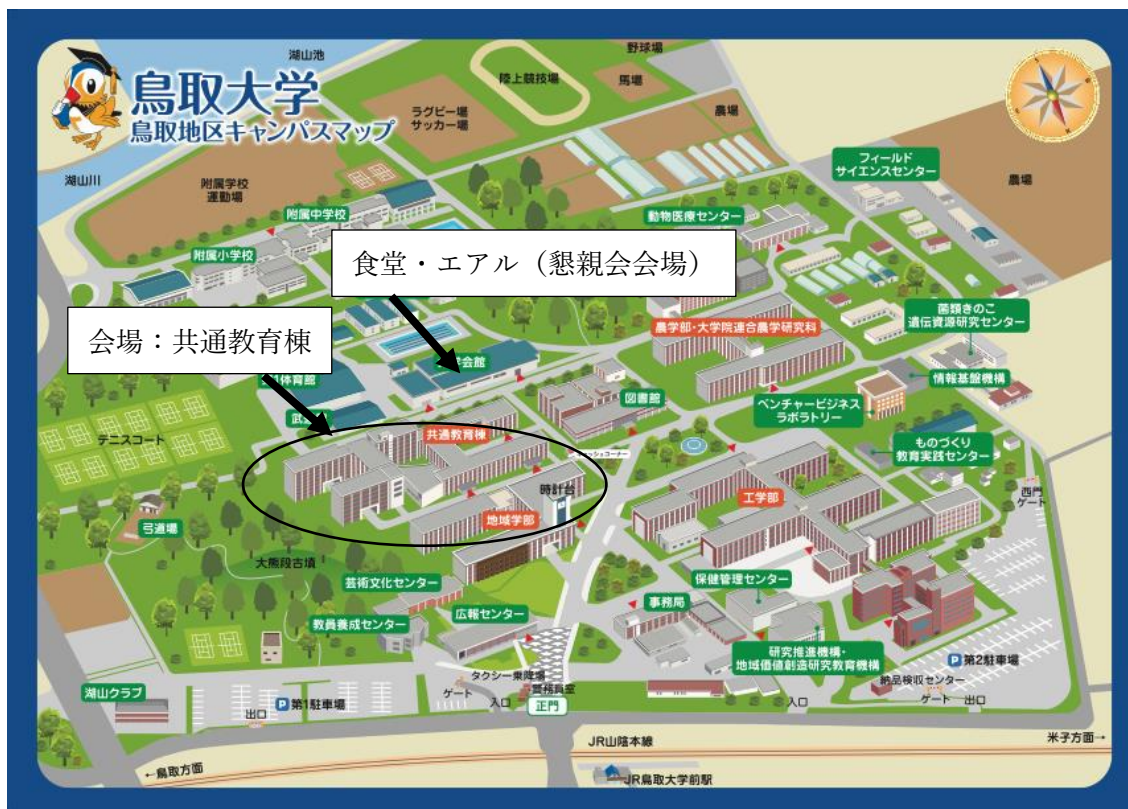 湖山池
野球場
鳥取大学
鳥取地区キャンパスマップ
陸上競技場
馬場
ラグビー場
サッカー場
農場
フィールド
サイエンスセンター
湖山川
附属学校
運動場
農場
附属中学校
動物医療センター
附属小学校
食堂・エアル（懇親会会場）
菌類きのこ
遺伝資源研究センター
会場：共通教育棟
農学部・大学院連合農学研究科
会館
体育館
情報基盤機構
図書館
ベンチャービジネス
ラボラトリー
テニスコート
共通教育棟
ものづくり
教育実践センター
時計台
工学部
西門
ゲート
地域学部
弓道場
大熊段古墳
芸術文化センター
保健管理センター
教員養成センター
広報センター
事務局
研究推進機構・
地域価値創造研究教育機構
P第2駐車場
湖山クラブ
タクシー乗降場
納品検収センター
ゲート
警務員室
P第1駐車場
出口
入口
正門
入口
ゲート
出口
JR山陰本線
米子方面→
←鳥取方面
JR鳥取大学前駅